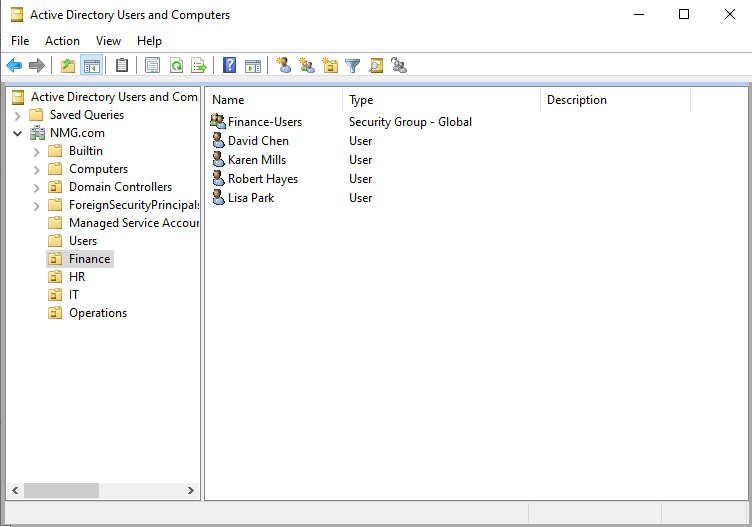 Active Directory Users and Computers
File Action View Help
Active Directory Users and Com
Saved Queries
NMG.com
Builtin
Computers
Domain Controllers
ForeignSecurityPrincipals
Managed Service Accour
Users
Finance
HR
IT
Operations
Name Type Description
Finance-Users Security Group - Global
David Chen User
Karen Mills User
Robert Hayes User
Lisa Park User